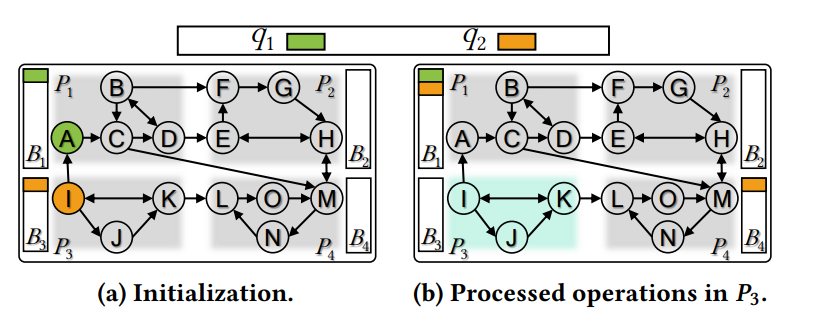 q1 q2
P1 B F G P2
A C D E H
B1 B2
I K L O M
B3 P3 J N P4 B4
P1 B F G P2
A C D E H
B1 B2
I K L O M
B3 P3 J N P4 B4
(a) Initialization. (b) Processed operations in P3.